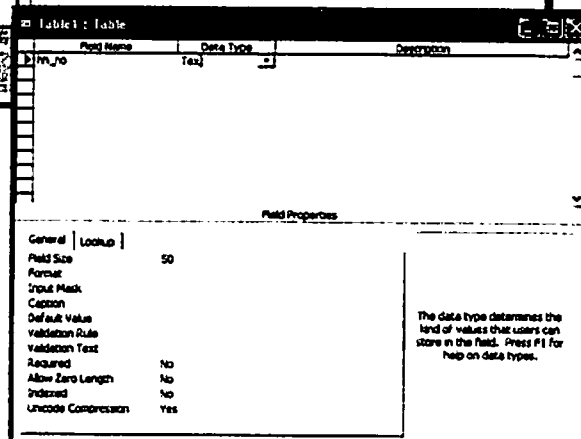 Table1 : Table
Field Name Data Type Description
hh_no Text
Field Properties
General Lookup
Field Size 50
Format
Input Mask
Caption
Default Value
Validation Rule
Validation Text
Required No
Allow Zero Length No
Indexed No
Unicode Compression Yes
The data type determines the
kind of values that users can
store in the field. Press F1 for
help on data types.